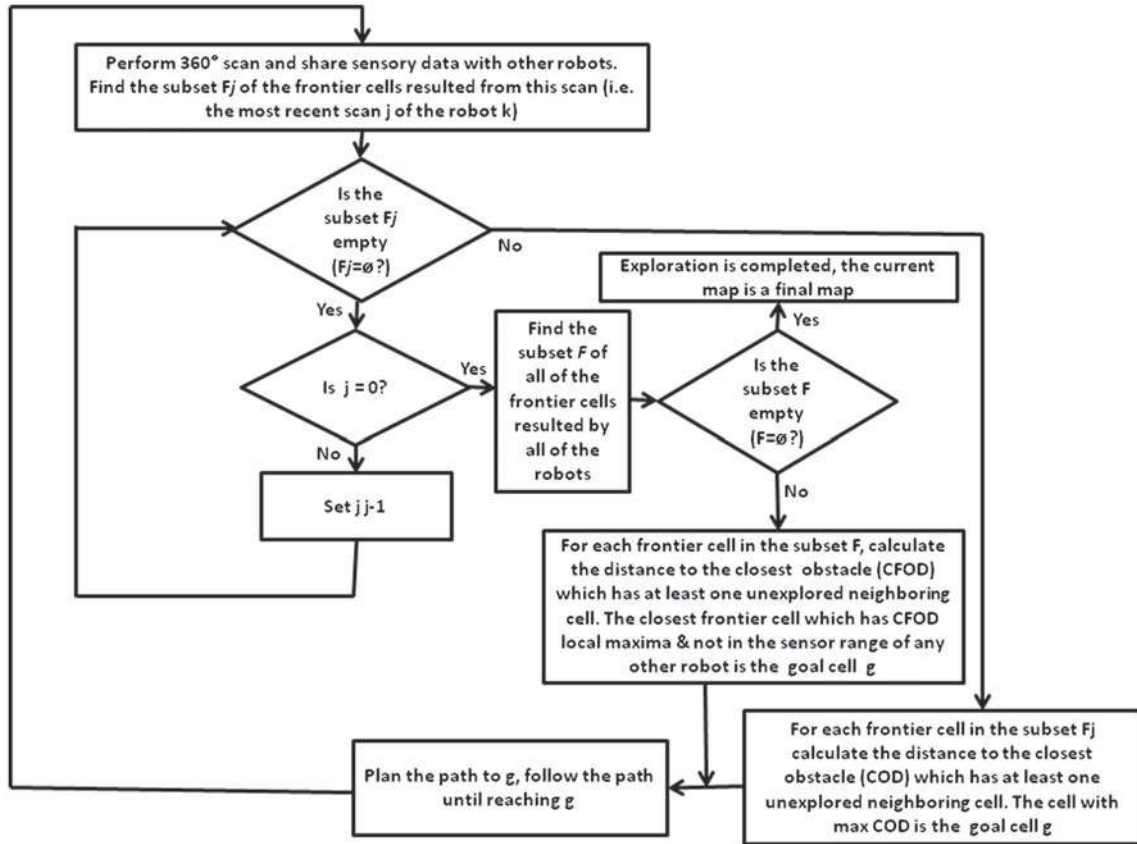 Perform 360° scan and share sensory data with other robots.
Find the subset Fj of the frontier cells resulted from this scan (i.e.
the most recent scan j of the robot k)
Is the
subset Fj
empty
(Fj=ø?)
No
Yes
Exploration is completed, the current
map is a final map
Yes
Is j = 0?
Yes
Find the
subset F of
all of the
frontier cells
resulted by
all of the
robots
Is the
subset F
empty
(F=ø?)
No
No
Set j j-1
For each frontier cell in the subset F, calculate
the distance to the closest obstacle (CFOD)
which has at least one unexplored neighboring
cell. The closest frontier cell which has CFOD
local maxima & not in the sensor range of any
other robot is the goal cell g
For each frontier cell in the subset Fj
calculate the distance to the closest
obstacle (COD) which has at least one
unexplored neighboring cell. The cell with
max COD is the goal cell g
Plan the path to g, follow the path
until reaching g